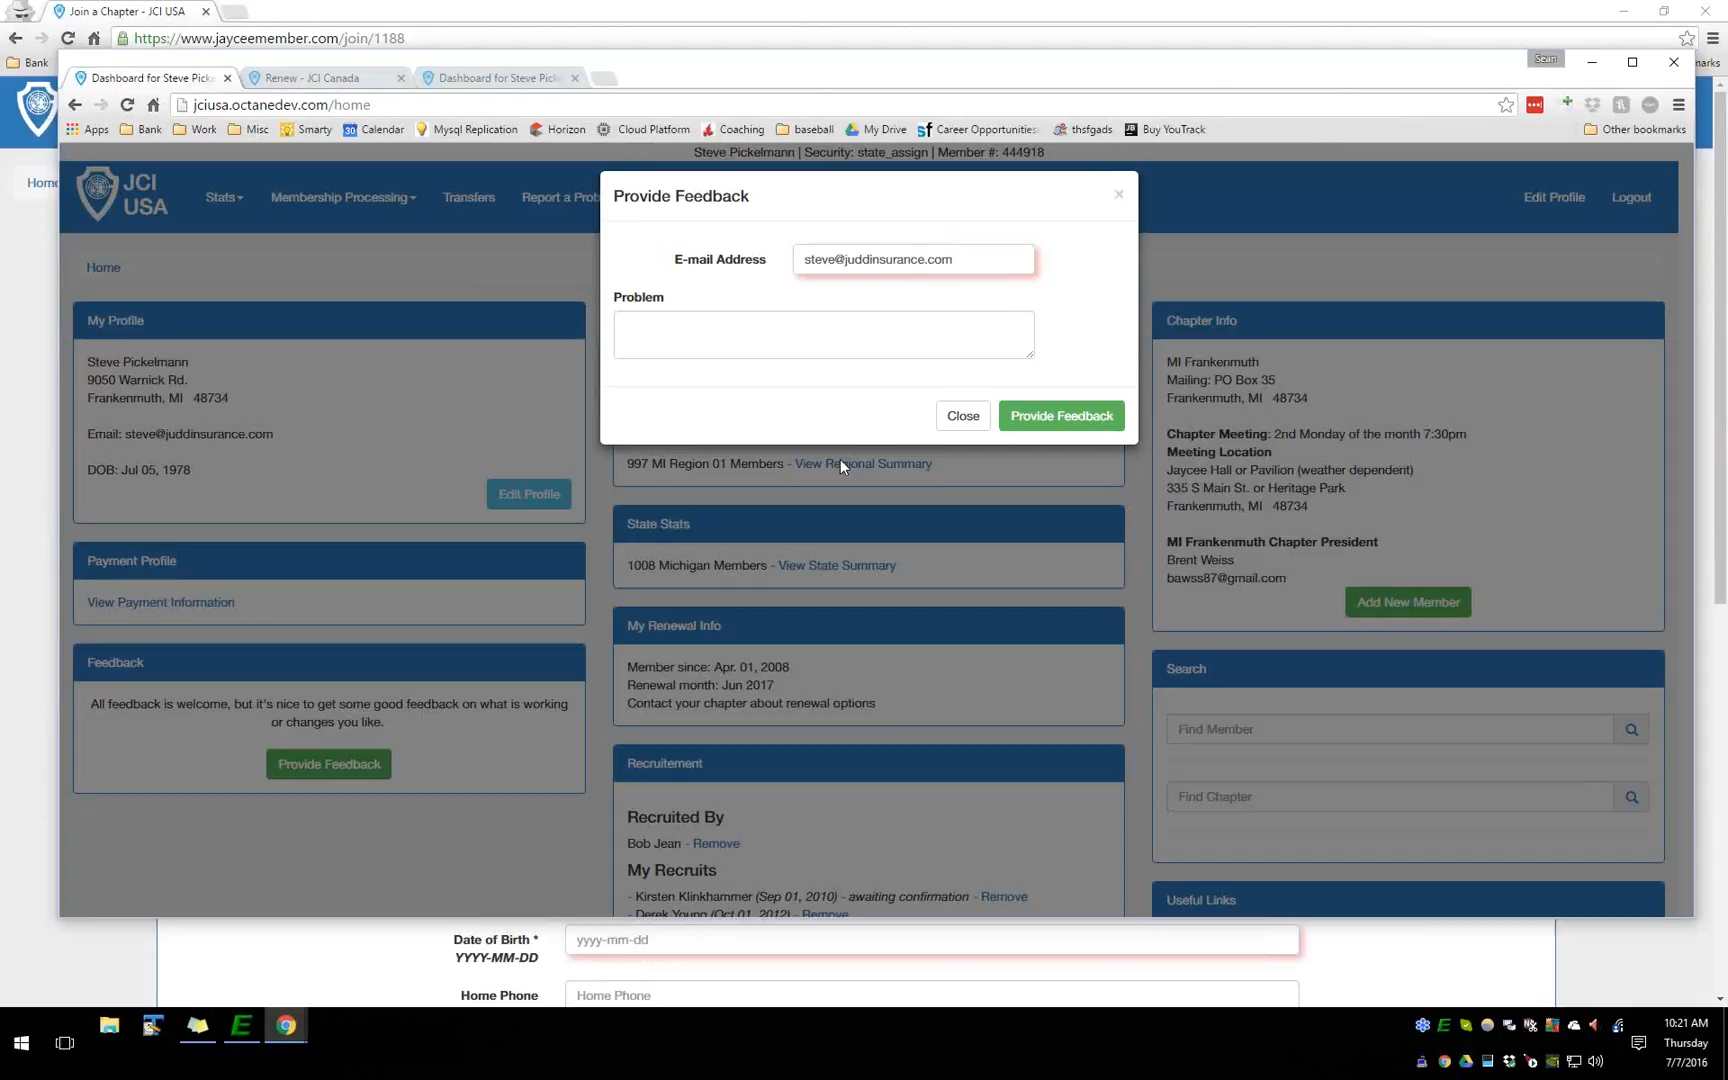 Join a Chapter - JCI USA
https://www.jayceemember.com/join/1188
Bank
marks
Sean
Dashboard for Steve Picke
Renew - JCI Canada
Dashboard for Steve Pick
jciusa.octanedev.com/home
Apps
Bank
Work
Misc
Smarty
Calendar
Mysql Replication
Horizon
Cloud Platform
Coaching
baseball
My Drive
Career Opportunities
thsfgads
Buy YouTrack
Other bookmarks
Steve Pickelmann | Security: state_assign | Member #: 444918
JCI
USA
Stats
Membership Processing
Transfers
Report a Prob
Edit Profile
Logout
Home
Home
Provide Feedback
×
E-mail Address
steve@juddinsurance.com
Problem
Close
Provide Feedback
My Profile
Steve Pickelmann
9050 Warnick Rd.
Frankenmuth, MI 48734
Email: steve@juddinsurance.com
DOB: Jul 05, 1978
Edit Profile
Payment Profile
View Payment Information
Feedback
All feedback is welcome, but it's nice to get some good feedback on what is working
or changes you like.
Provide Feedback
997 MI Region 01 Members - View Regional Summary
State Stats
1008 Michigan Members - View State Summary
My Renewal Info
Member since: Apr. 01, 2008
Renewal month: Jun 2017
Contact your chapter about renewal options
Recruitement
Recruited By
Bob Jean - Remove
My Recruits
- Kirsten Klinkhammer (Sep 01, 2010) - awaiting confirmation - Remove
- Derek Young (Oct 01, 2012) - Remove
Chapter Info
MI Frankenmuth
Mailing: PO Box 35
Frankenmuth, MI 48734
Chapter Meeting: 2nd Monday of the month 7:30pm
Meeting Location
Jaycee Hall or Pavilion (weather dependent)
335 S Main St. or Heritage Park
Frankenmuth, MI 48734
MI Frankenmuth Chapter President
Brent Weiss
bawss87@gmail.com
Add New Member
Search
Find Member
Find Chapter
Useful Links
Date of Birth *
YYYY-MM-DD
yyyy-mm-dd
Home Phone
Home Phone
10:21 AM
Thursday
7/7/2016